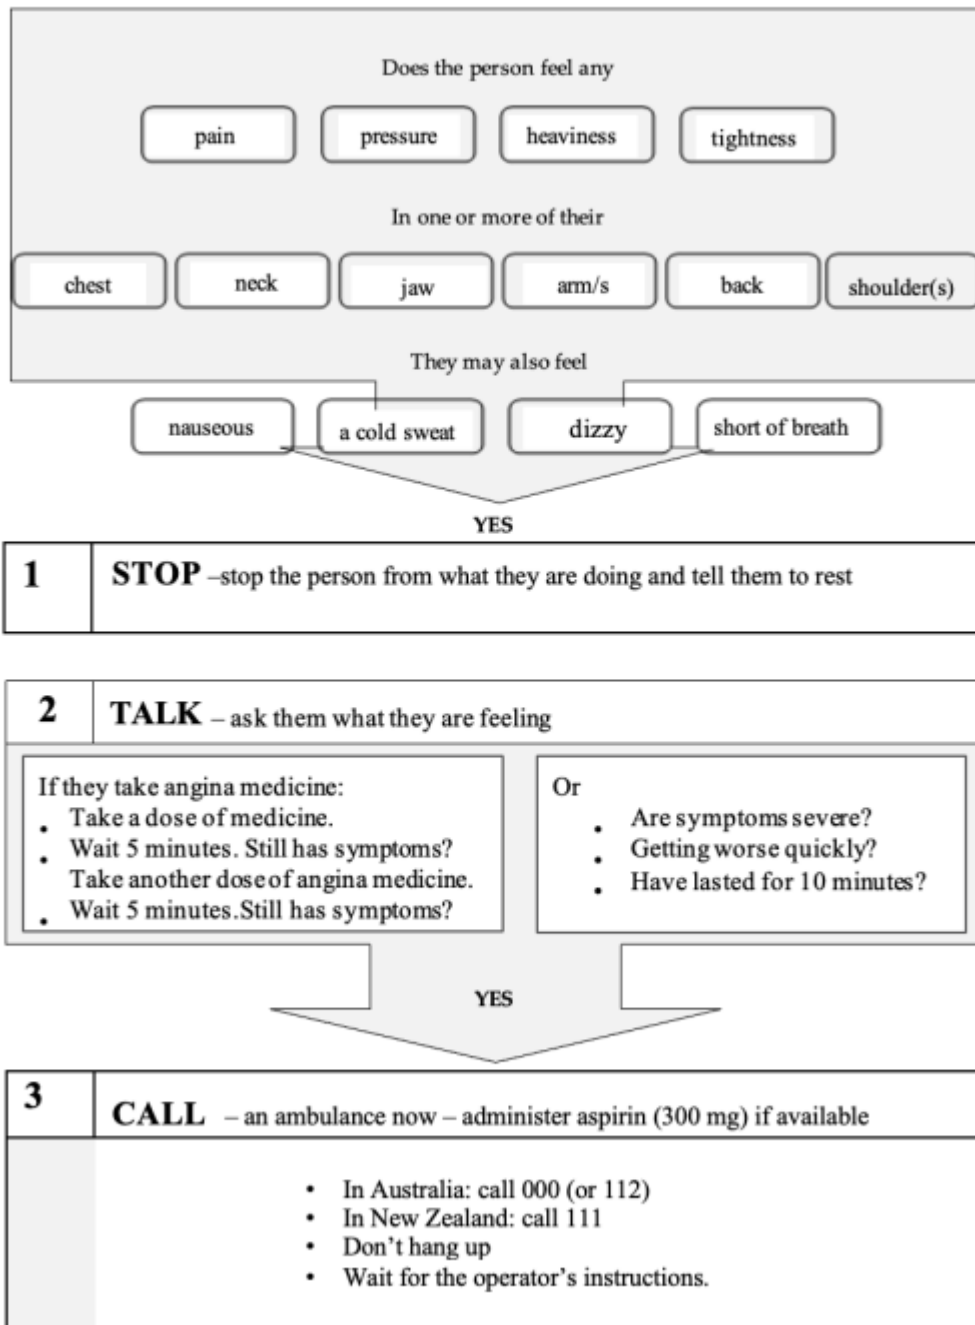 Does the person feel any
pain pressure heaviness tightness
In one or more of their
chest neck jaw arm/s back shoulder(s)
They may also feel
nauseous a cold sweat dizzy short of breath
YES
1 STOP –stop the person from what they are doing and tell them to rest
2 TALK – ask them what they are feeling
If they take angina medicine:
• Take a dose of medicine.
• Wait 5 minutes. Still has symptoms?
Take another dose of angina medicine.
• Wait 5 minutes.Still has symptoms?
Or
• Are symptoms severe?
• Getting worse quickly?
• Have lasted for 10 minutes?
YES
3 CALL – an ambulance now – administer aspirin (300 mg) if available
• In Australia: call 000 (or 112)
• In New Zealand: call 111
• Don’t hang up
• Wait for the operator’s instructions.